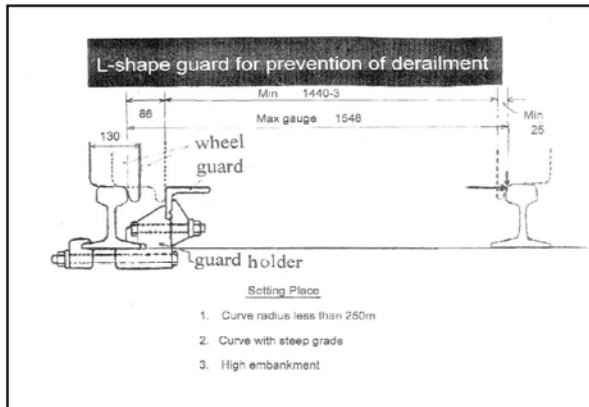 L-shape guard for prevention of derailment
Min 1440-3
86
Max gauge 1548
Min
25
130
wheel
guard
guard holder
Setting Place
1. Curve radius less than 250m
2. Curve with steep grade
3. High embankment